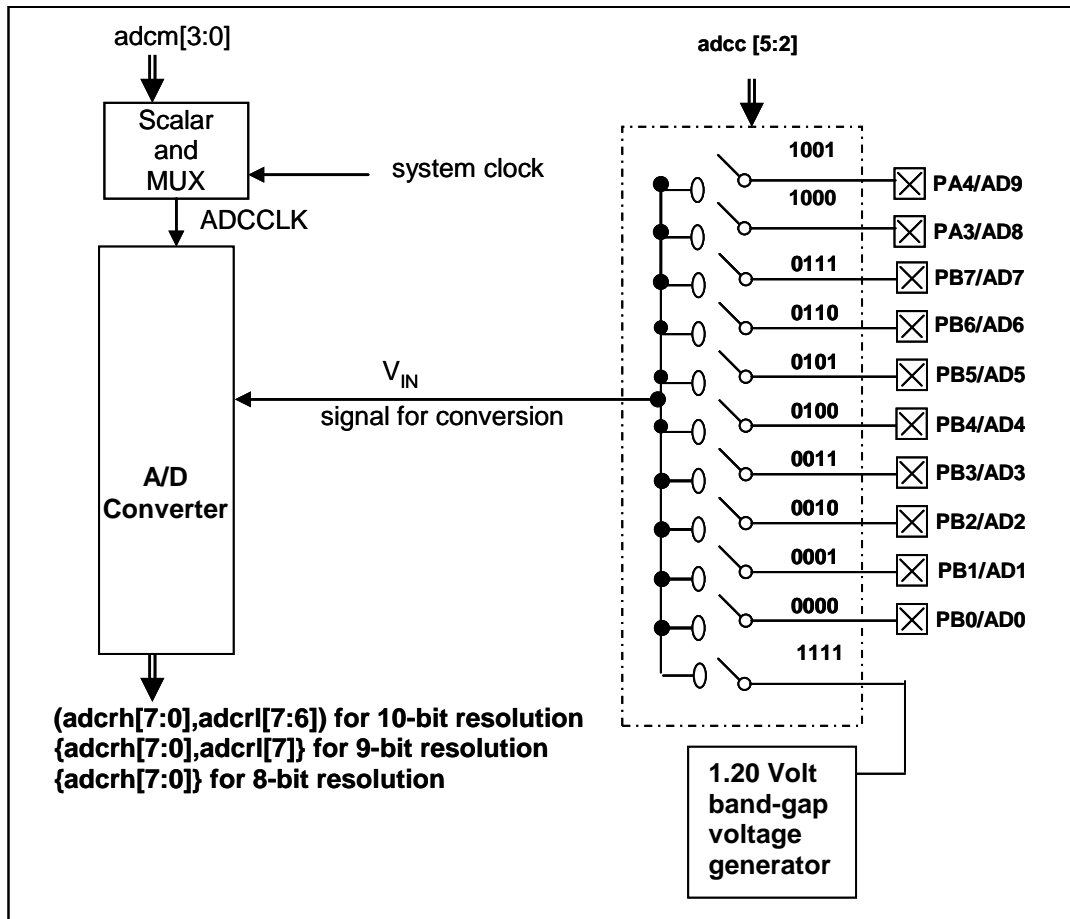 adcm[3:0]
adcc [5:2]
Scalar
and
MUX
system clock
ADCCLK
1001
PA4/AD9
1000
PA3/AD8
0111
PB7/AD7
0110
PB6/AD6
0101
PB5/AD5
VIN
signal for conversion
0100
PB4/AD4
A/D
Converter
0011
PB3/AD3
0010
PB2/AD2
0001
PB1/AD1
0000
PB0/AD0
1111
(adcrh[7:0],adcrl[7:6]) for 10-bit resolution
{adcrh[7:0],adcrl[7]} for 9-bit resolution
{adcrh[7:0]} for 8-bit resolution
1.20 Volt
band-gap
voltage
generator